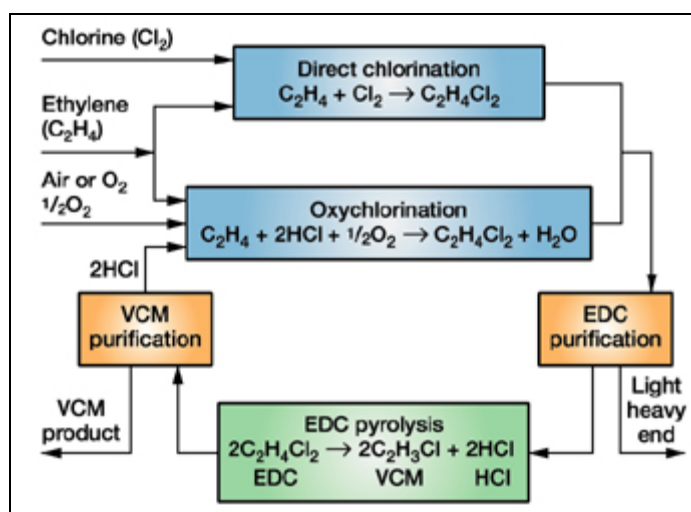 Chlorine (Cl₂)
Direct chlorination
C₂H₄ + Cl₂ → C₂H₄Cl₂
Ethylene
(C₂H₄)
Air or O₂
½O₂
Oxychlorination
C₂H₄ + 2HCl + ½O₂ → C₂H₄Cl₂ + H₂O
2HCl
VCM
purification
EDC
purification
VCM
product
Light
heavy
end
EDC pyrolysis
2C₂H₄Cl₂ → 2C₂H₃Cl + 2HCl
EDC VCM HCl